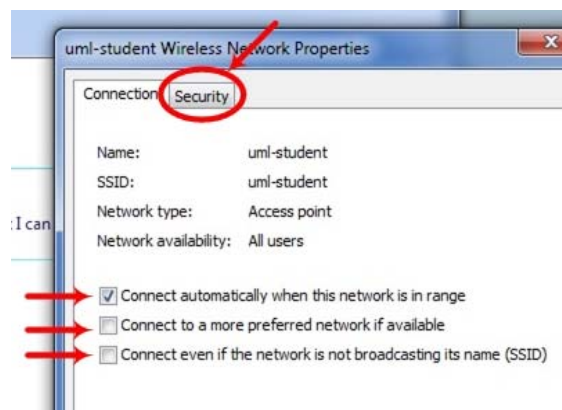 uml-student Wireless Network Properties
Connection Security
Name: uml-student
SSID: uml-student
Network type: Access point
I can
Network availability: All users
Connect automatically when this network is in range
Connect to a more preferred network if available
Connect even if the network is not broadcasting its name (SSID)